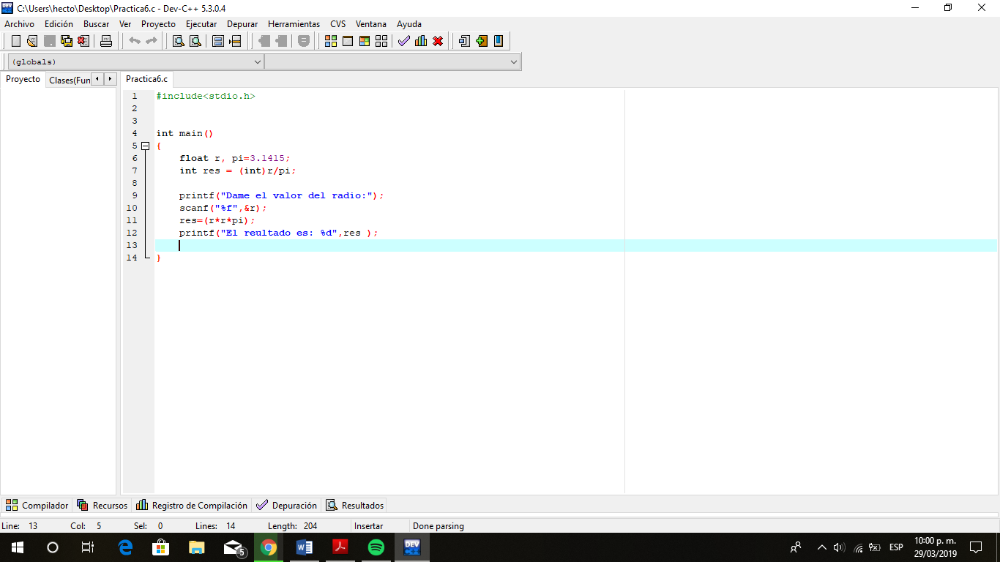 C:\Users\hecto\Desktop\Practica6.c - Dev-C++ 5.3.0.4
Archivo Edición Buscar Ver Proyecto Ejecutar Depurar Herramientas CVS Ventana Ayuda
(globals)
Proyecto Clases(Fun Practica6.c
1 #include<stdio.h>
2
3
4 int main()
5 {
6 float r, pi=3.1415;
7 int res = (int)r/pi;
8
9 printf("Dame el valor del radio:");
10 scanf("%f",&r);
11 res=(r*r*pi);
12 printf("El reultado es: %d",res );
13
14 }
Compilador Recursos Registro de Compilación Depuración Resultados
Line: 13 Col: 5 Sel: 0 Lines: 14 Length: 204 Insertar Done parsing
5 DEV ESP 10:00 p. m.
29/03/2019